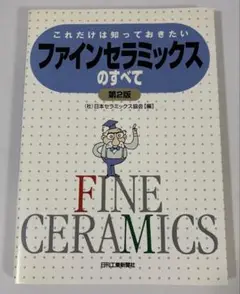 これだけは知っておきたい
ファインセラミックス
のすべて
第2版
(社)日本セラミックス協会【編】
FINE
CERAMICS
日刊工業新聞社